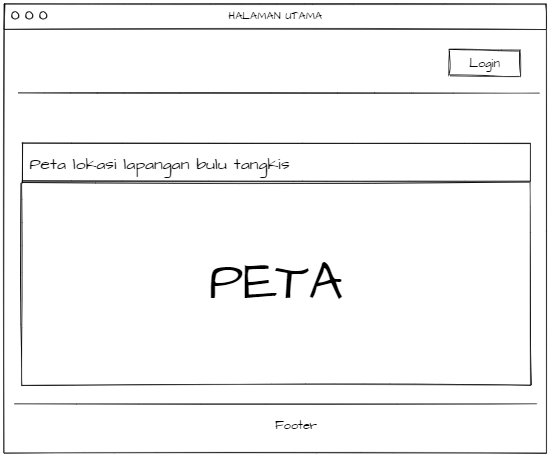 HALAMAN UTAMA
Login
Peta lokasi lapangan bulu tangkis
PETA
Footer